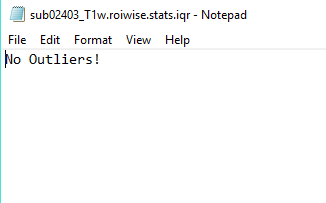 sub02403_T1w.roiwise.stats.iqr - Notepad
File Edit Format View Help
No Outliers!